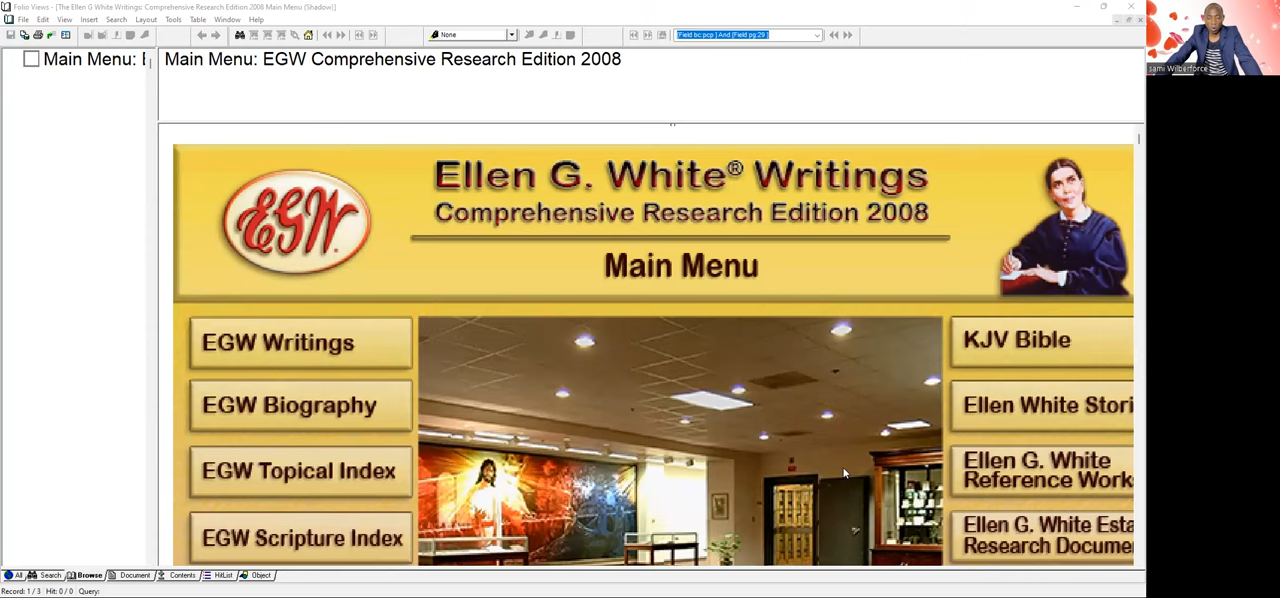 Folio Views - [The Ellen G White Writings: Comprehensive Research Edition 2008 Main Menu (Shadow)]
File Edit View Insert Search Layout Tools Table Window Help
None
[Field bc:pcp ] And [Field pg:29 ]
Main Menu: E
Main Menu: EGW Comprehensive Research Edition 2008
EGW
Ellen G. White® Writings
Comprehensive Research Edition 2008
Main Menu
EGW Writings
EGW Biography
EGW Topical Index
EGW Scripture Index
KJV Bible
Ellen White Stori
Ellen G. White
Reference Work
Ellen G. White Esta
Research Documen
sami Wilberforce
All Search Browse Document Contents HitList Object
Record: 1 / 3 Hit: 0 / 0 Query: